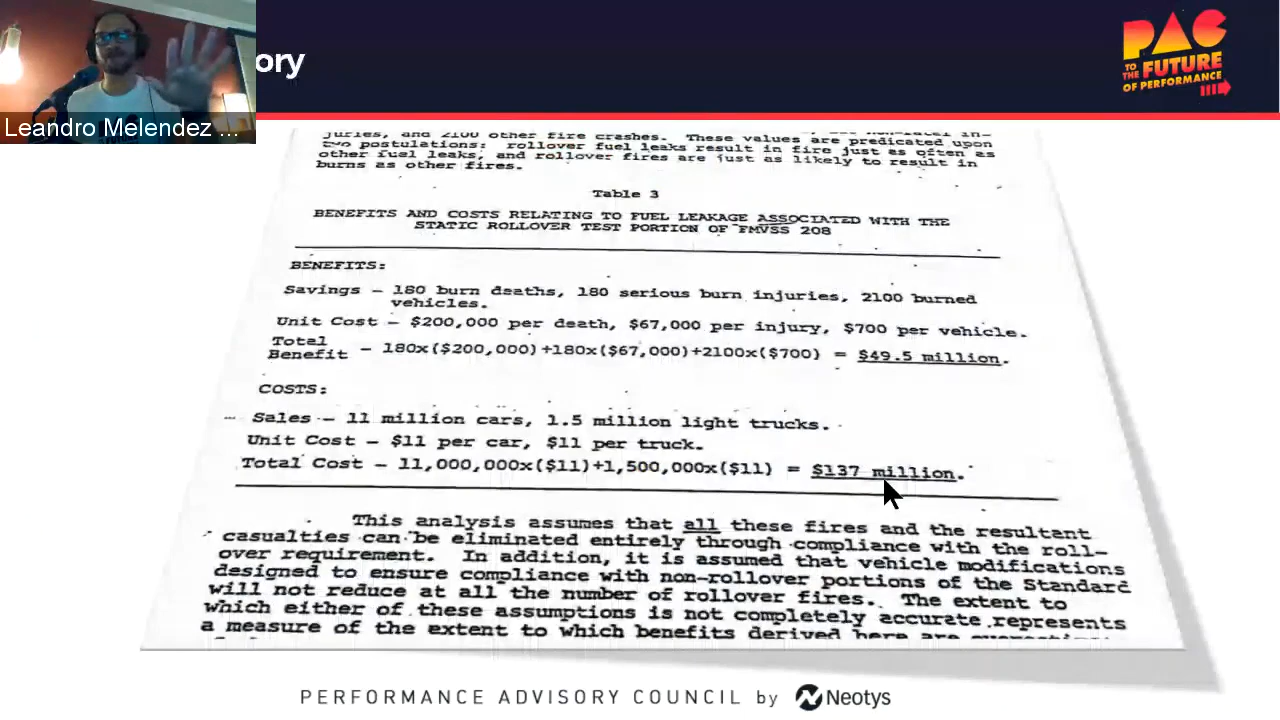 ory
PAC
TO THE FUTURE
OF PERFORMANCE
Leandro Melendez ...
juries, and 2100 other fire crashes. These values are predicated upon
two postulations: rollover fuel leaks result in fire just as often as
other fuel leaks, and rollover fires are just as likely to result in
burns as other fires.
Table 3
BENEFITS AND COSTS RELATING TO FUEL LEAKAGE ASSOCIATED WITH THE
STATIC ROLLOVER TEST PORTION OF FMVSS 208
BENEFITS:
Savings - 180 burn deaths, 180 serious burn injuries, 2100 burned
vehicles.
Unit Cost - $200,000 per death, $67,000 per injury, $700 per vehicle.
Total
Benefit - 180x($200,000)+180x($67,000)+2100x($700) = $49.5 million.
COSTS:
Sales - 11 million cars, 1.5 million light trucks.
Unit Cost - $11 per car, $11 per truck.
Total Cost - 11,000,000x($11)+1,500,000x($11) = $137 million.
This analysis assumes that all these fires and the resultant
casualties can be eliminated entirely through compliance with the roll-
over requirement. In addition, it is assumed that vehicle modifications
designed to ensure compliance with non-rollover portions of the Standard
will not reduce at all the number of rollover fires. The extent to
which either of these assumptions is not completely accurate represents
a measure of the extent to which benefits derived here are
PERFORMANCE ADVISORY COUNCIL by Neotys